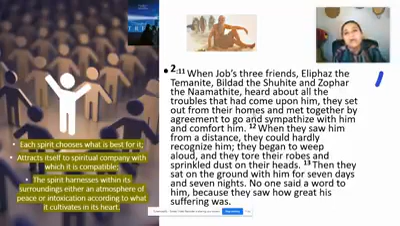 • Each spirit chooses what is best for it;
• Attracts itself to spiritual company with
which it is compatible;
• The spirit harnesses within its
surroundings either an atmosphere of
peace or intoxication according to what
it cultivates in its heart.
• 2:11 When Job's three friends, Eliphaz the
Temanite, Bildad the Shuhite and Zophar
the Naamathite, heard about all the
troubles that had come upon him, they set
out from their homes and met together by
agreement to go and sympathize with him
and comfort him. 12 When they saw him
from a distance, they could hardly
recognize him; they began to weep
aloud, and they tore their robes and
sprinkled dust on their heads. 13 Then they
sat on the ground with him for seven days
and seven nights. No one said a word to
him, because they saw how great his
suffering was.